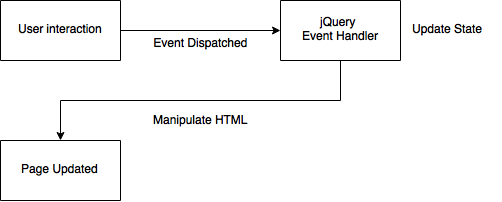 User interaction
Event Dispatched
jQuery
Event Handler
Update State
Manipulate HTML
Page Updated